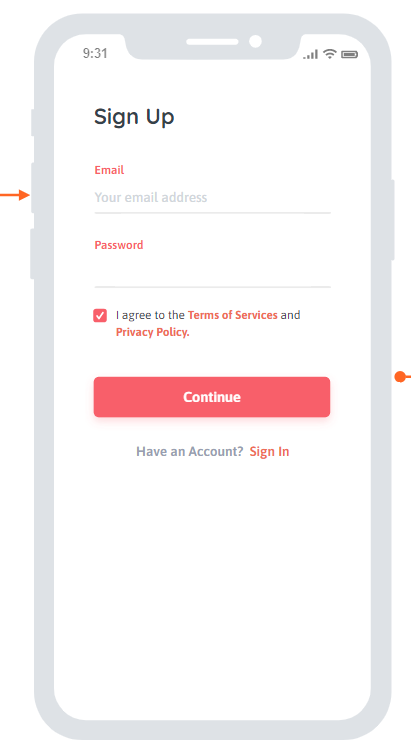 9:31
Sign Up
Email
Your email address
Password
I agree to the Terms of Services and
Privacy Policy.
Continue
Have an Account? Sign In